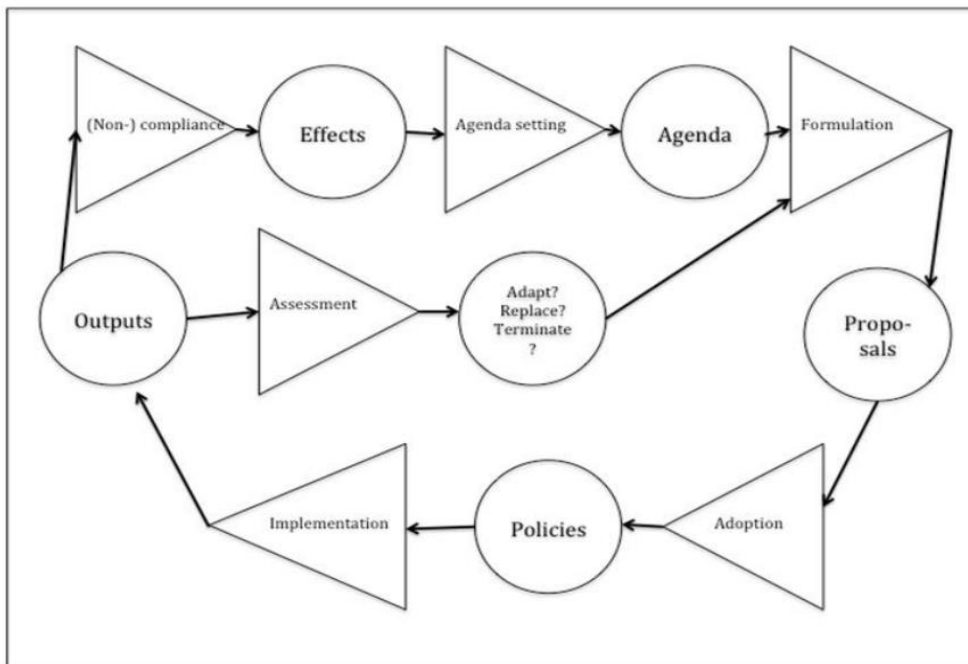 (Non-) compliance
Effects
Agenda setting
Agenda
Formulation
Outputs
Assessment
Adapt?
Replace?
Terminate
?
Propo-
sals
Implementation
Policies
Adoption